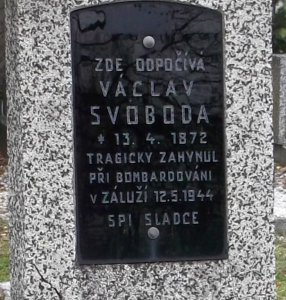 ZDE ODPOČÍVÁ
VÁCLAV
SVOBODA
* 13. 4. 1872
TRAGICKY ZAHYNUL
PŘI BOMBARDOVÁNÍ
V ZÁLUŽÍ 12.5.1944
SPI SLADCE